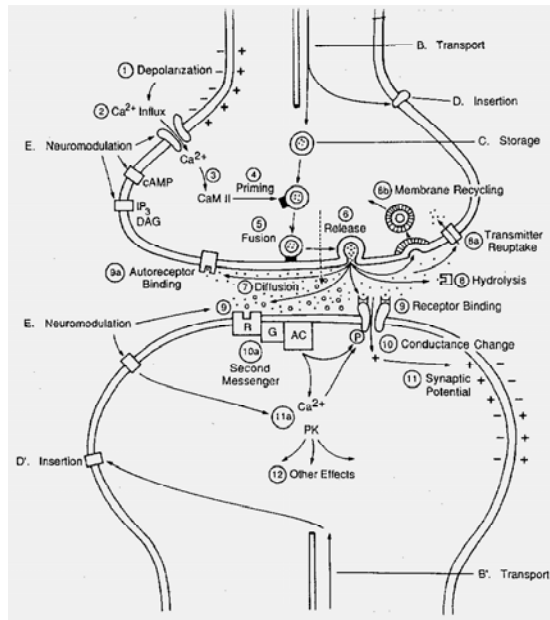 B. Transport
1 Depolarization
2 Ca2+ Influx
D. Insertion
E. Neuromodulation
C. Storage
Ca2+
3
4
Priming
cAMP
CaM II
8b Membrane Recycling
IP3
DAG
5
Fusion
6
Release
8a Transmitter
Reuptake
9a Autoreceptor
Binding
7 Diffusion
8 Hydrolysis
9
9 Receptor Binding
E. Neuromodulation
R
G
AC
P
10 Conductance Change
10a
Second
Messenger
11 Synaptic
Potential
11a
Ca2+
PK
12 Other Effects
D'. Insertion
B'. Transport